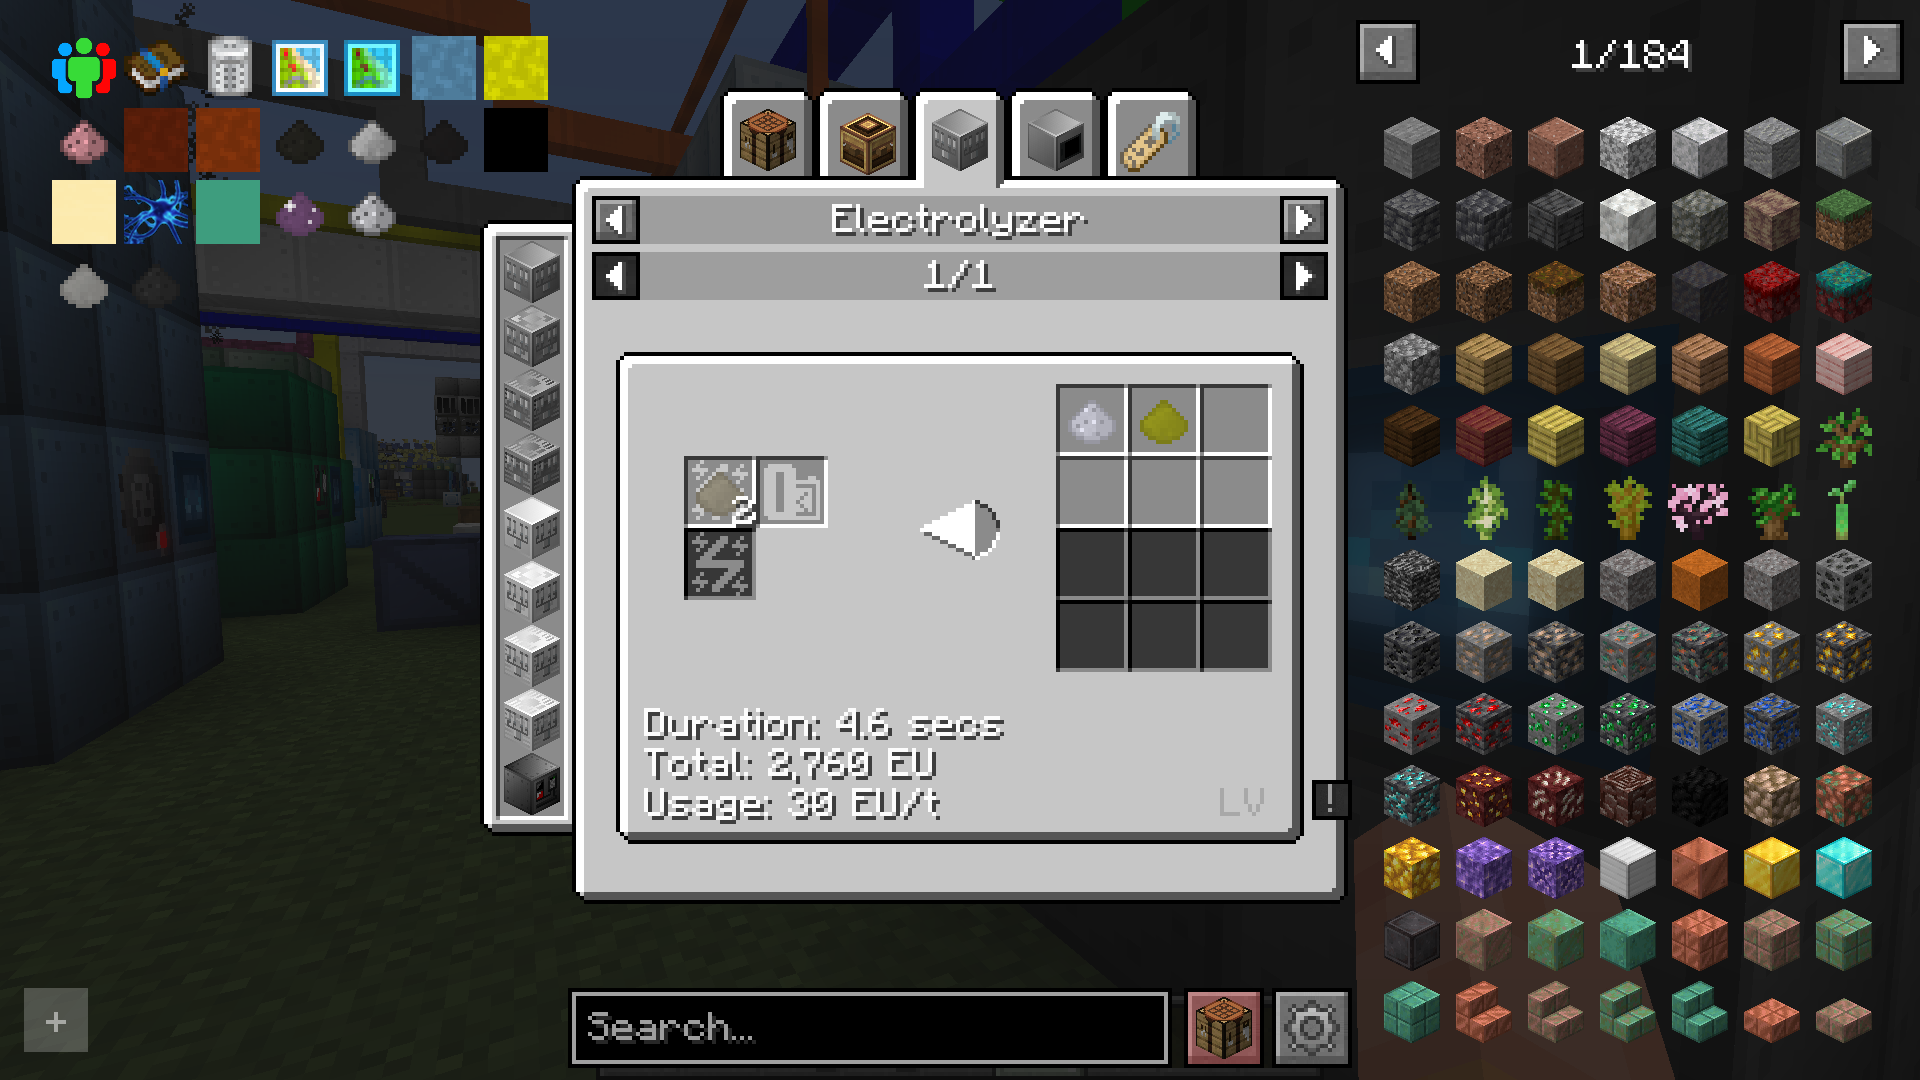 1/184
Electrolyzer
1/1
2
Duration: 4.6 secs
Total: 2,760 EU
Usage: 30 EU/t
LV
!
Search...
+